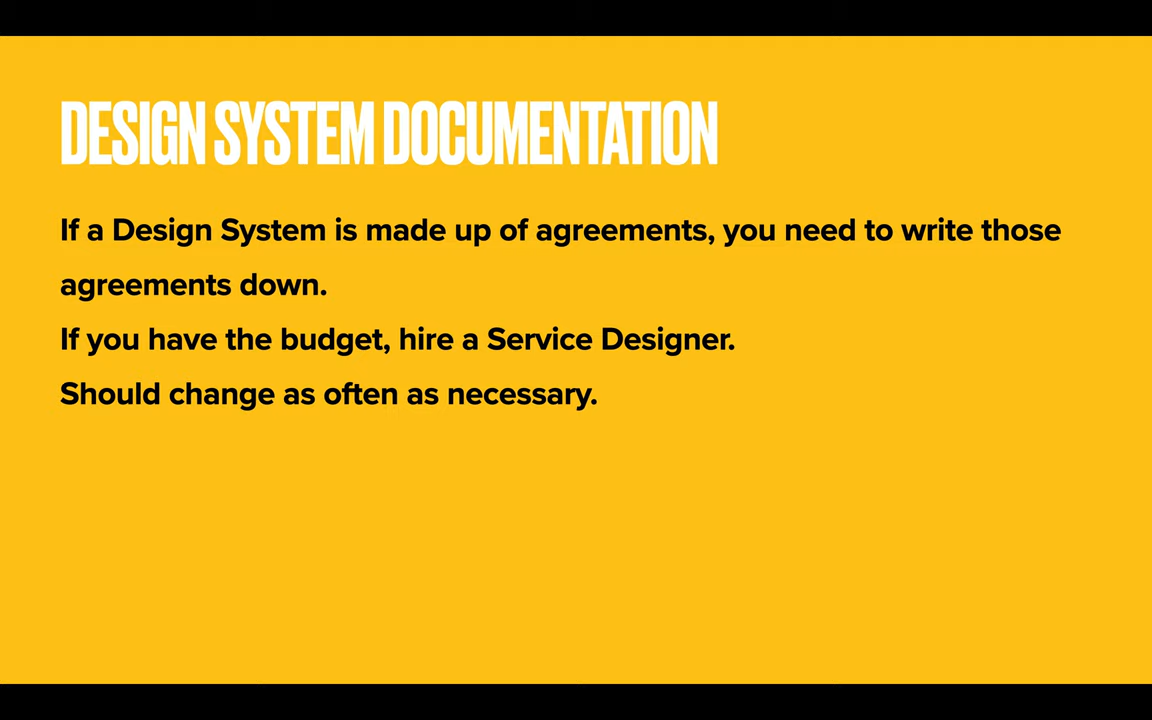 DESIGN SYSTEM DOCUMENTATION
If a Design System is made up of agreements, you need to write those
agreements down.
If you have the budget, hire a Service Designer.
Should change as often as necessary.